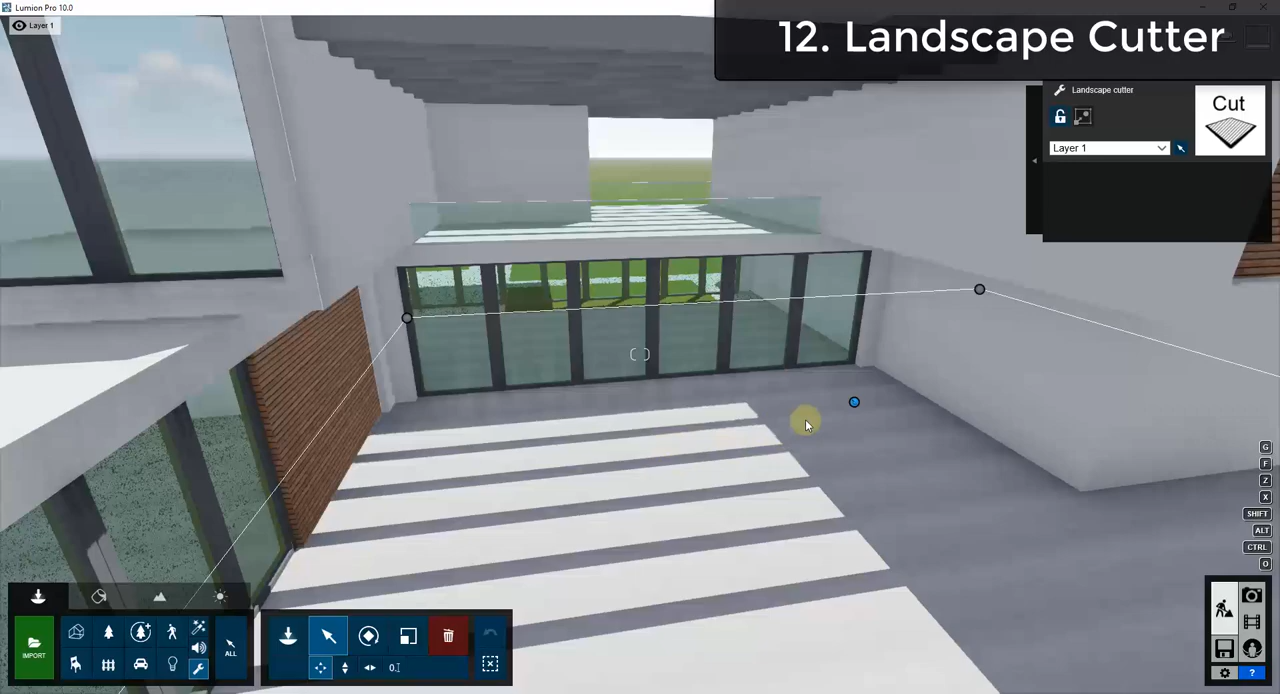 Lumion Pro 10.0
Layer 1
12. Landscape Cutter
Landscape cutter
Cut
Layer 1
G
F
Z
X
SHIFT
ALT
CTRL
O
IMPORT
ALL
?